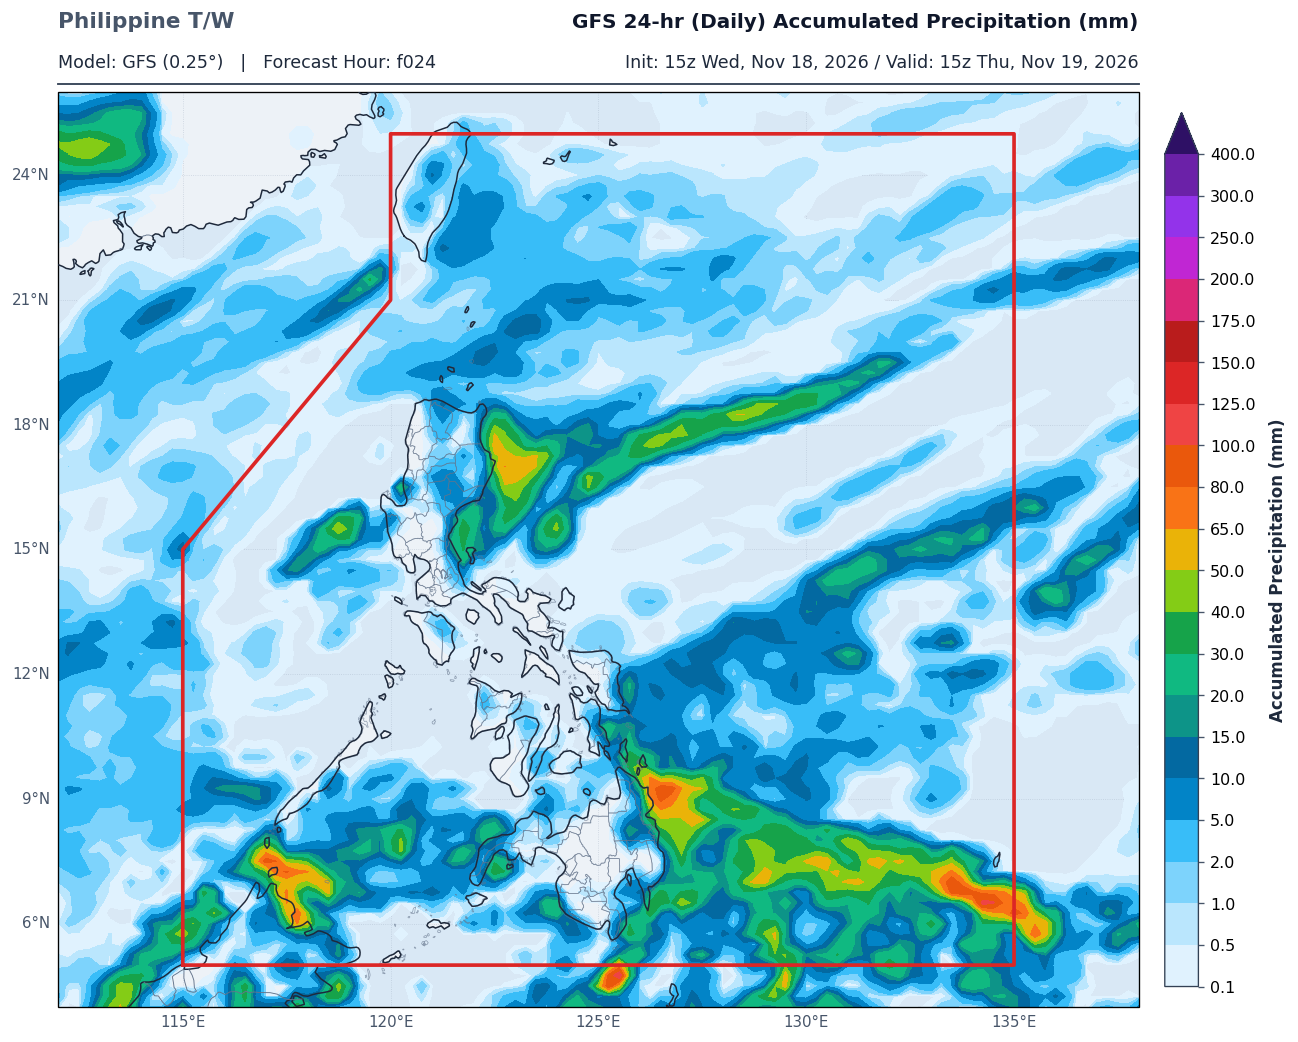 Philippine T/W
GFS 24-hr (Daily) Accumulated Precipitation (mm)
Model: GFS (0.25°)   |   Forecast Hour: f024
Init: 15z Wed, Nov 18, 2026 / Valid: 15z Thu, Nov 19, 2026
24°N
21°N
18°N
15°N
12°N
9°N
6°N
115°E
120°E
125°E
130°E
135°E
400.0
300.0
250.0
200.0
175.0
150.0
125.0
100.0
80.0
65.0
50.0
40.0
30.0
20.0
15.0
10.0
5.0
2.0
1.0
0.5
0.1
Accumulated Precipitation (mm)